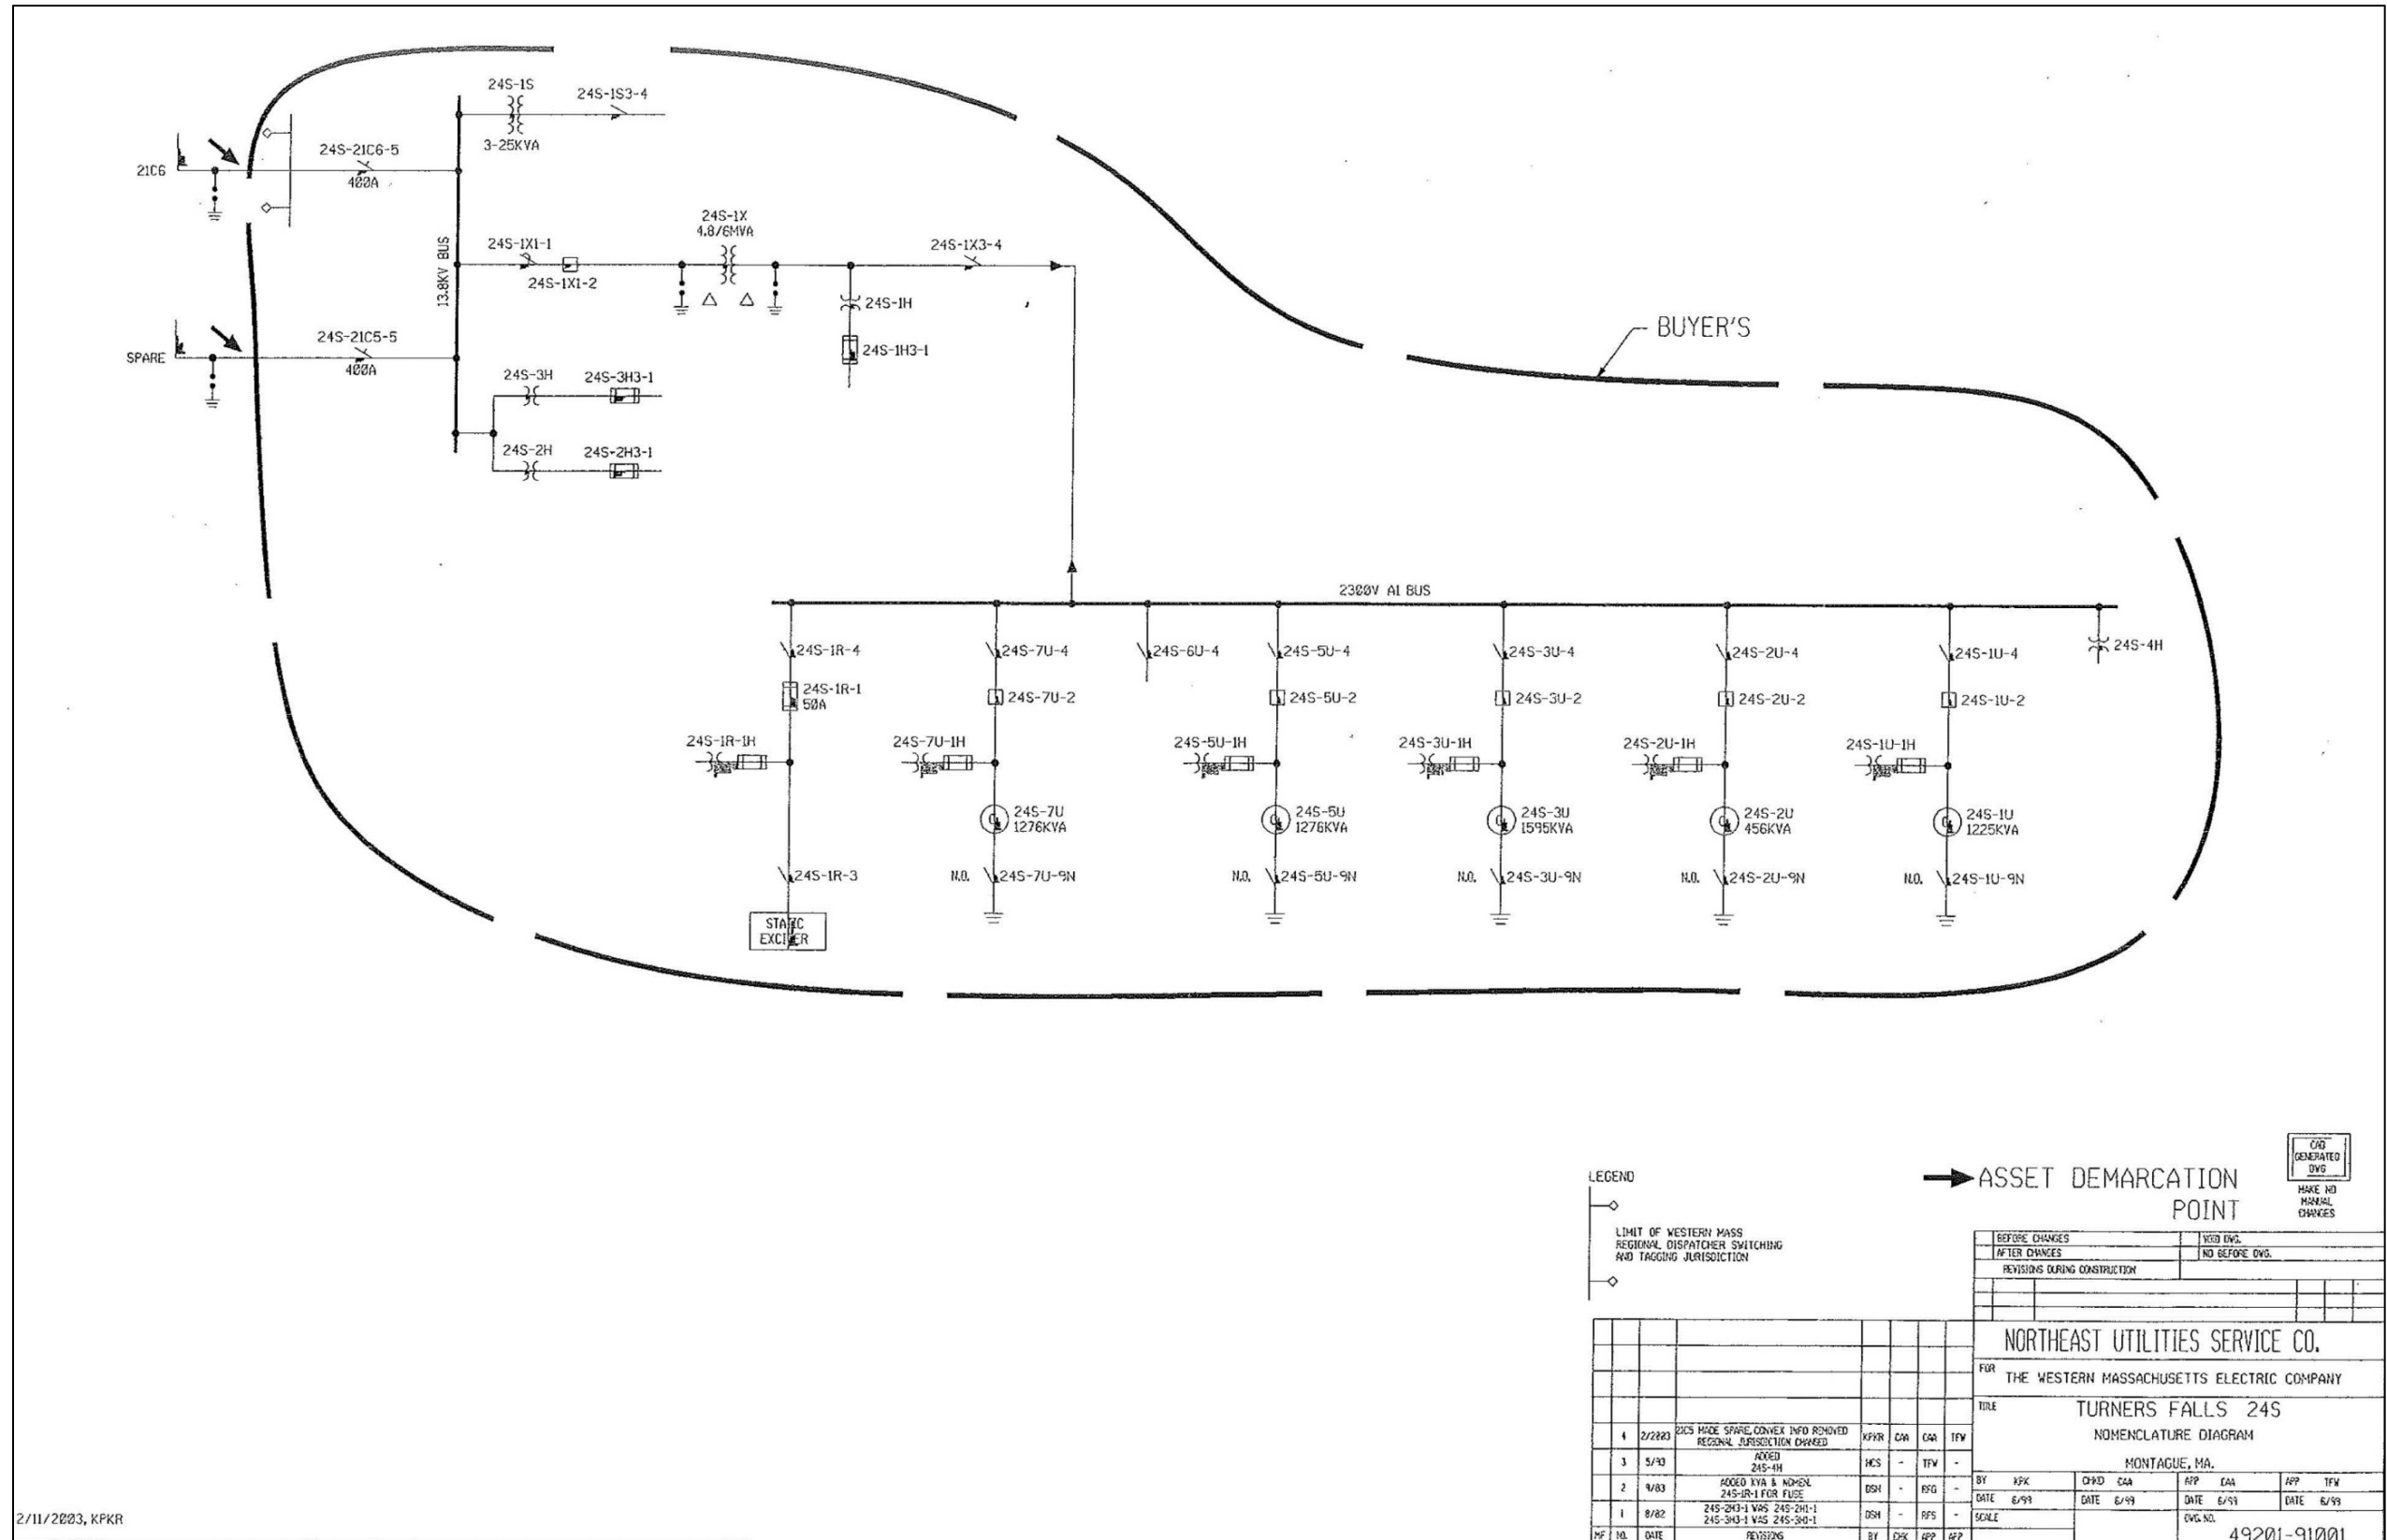 24S-1S
3-25KVA
24S-1S3-4
21C6
24S-21C6-5
400A
13.8KV BUS
24S-1X1-1
24S-1X1-2
24S-1X
4.8/6MVA
24S-1X3-4
24S-1H
24S-1H3-1
SPARE
24S-21C5-5
400A
24S-3H
24S-3H3-1
24S-2H
24S-2H3-1
BUYER'S
2300V A1 BUS
24S-1R-4
24S-7U-4
24S-6U-4
24S-5U-4
24S-3U-4
24S-2U-4
24S-1U-4
24S-4H
24S-1R-1
50A
24S-7U-2
24S-5U-2
24S-3U-2
24S-2U-2
24S-1U-2
24S-1R-1H
24S-7U-1H
24S-5U-1H
24S-3U-1H
24S-2U-1H
24S-1U-1H
24S-7U
1276KVA
24S-5U
1276KVA
24S-3U
1595KVA
24S-2U
456KVA
24S-1U
1225KVA
24S-1R-3
N.O. 24S-7U-9N
N.O. 24S-5U-9N
N.O. 24S-3U-9N
N.O. 24S-2U-9N
N.O. 24S-1U-9N
STATIC
EXCITER
LEGEND
LIMIT OF WESTERN MASS
REGIONAL DISPATCHER SWITCHING
AND TAGGING JURISDICTION
ASSET DEMARCATION
POINT
CAD
GENERATED
DWG
MAKE NO
MANUAL
CHANGES
BEFORE CHANGES VOID DWG.
AFTER CHANGES NO BEFORE DWG.
REVISIONS DURING CONSTRUCTION
NORTHEAST UTILITIES SERVICE CO.
FOR
THE WESTERN MASSACHUSETTS ELECTRIC COMPANY
TITLE
TURNERS FALLS 24S
NOMENCLATURE DIAGRAM
MONTAGUE, MA.
BY KPK CHKD CAA APP CAA APP TFW
DATE 6/99 DATE 6/99 DATE 6/99 DATE 6/99
SCALE DWG. NO.
49201-91001
4 2/2003 21C5 MADE SPARE, CONVEX INFO REMOVED
REGIONAL JURISDICTION CHANGED KPKR CAA CAA TFW
3 5/93 ADDED
24S-4H HCS - TFW -
2 9/83 ADDED KVA & NOMEN.
24S-1R-1 FOR FUSE DSH - RFG -
1 8/82 24S-2H3-1 WAS 24S-2H1-1
24S-3H3-1 WAS 24S-3H1-1 DSH - RFS -
NO. DATE REVISIONS BY CHK APP APP
2/11/2003, KPKR